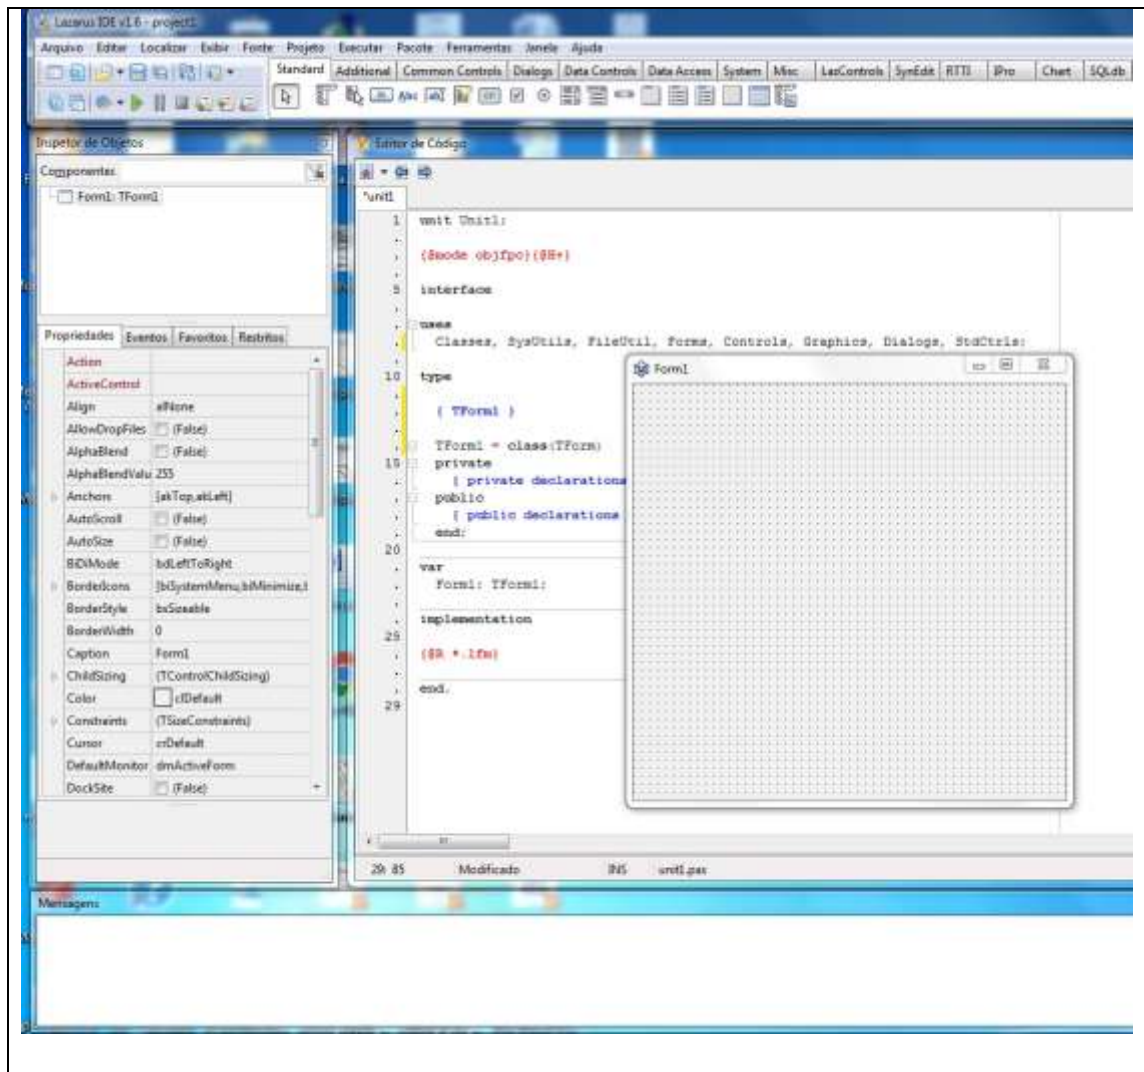 Lazarus IDE v1.6 - project1
Arquivo Editar Localizar Exibir Fonte Projeto Executar Pacote Ferramentas Janela Ajuda
Standard Additional Common Controls Dialogs Data Controls Data Access System Misc LazControls SynEdit RTTI IPro Chart SQLdb
Abc
Inspetor de Objetos
Componentes
Form1: TForm1
Propriedades Eventos Favoritos Restritos
Action
ActiveControl
Align alNone
AllowDropFiles (False)
AlphaBlend (False)
AlphaBlendValu 255
Anchors [akTop,akLeft]
AutoScroll (False)
AutoSize (False)
BiDiMode bdLeftToRight
BorderIcons [biSystemMenu,biMinimize,
BorderStyle bsSizeable
BorderWidth 0
Caption Form1
ChildSizing (TControlChildSizing)
Color clDefault
Constraints (TSizeConstraints)
Cursor crDefault
DefaultMonitor dmActiveForm
DockSite (False)
Editor de Código
*unit1
1 unit Unit1;
{$mode objfpc}{$H+}
5 interface
uses
Classes, SysUtils, FileUtil, Forms, Controls, Graphics, Dialogs, StdCtrls;
10 type
{ TForm1 }
TForm1 = class(TForm)
15 private
{ private declarations
public
{ public declarations
end;
20
var
Form1: TForm1;
implementation
25
{$R *.lfm}
end.
29
Form1
29: 85 Modificado INS unit1.pas
Mensagens